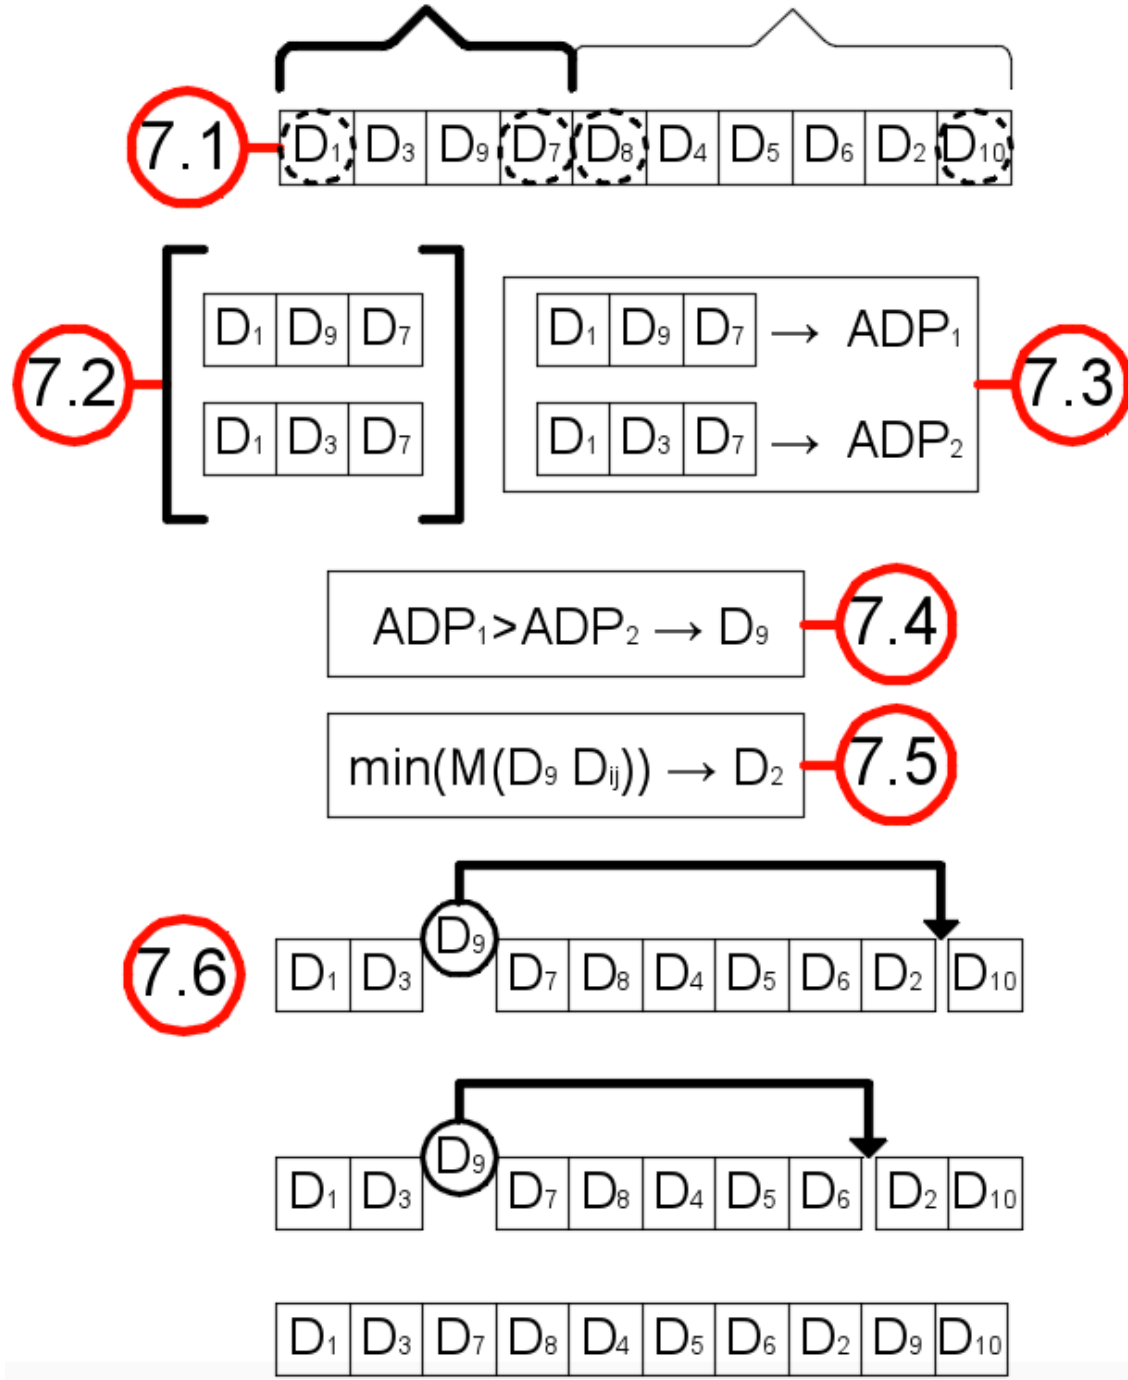 7.1 D₁ D₃ D₉ D₇ D₈ D₄ D₅ D₆ D₂ D₁₀
7.2
D₁ D₉ D₇
D₁ D₃ D₇
D₁ D₉ D₇ → ADP₁
D₁ D₃ D₇ → ADP₂
7.3
ADP₁>ADP₂ → D₉ 7.4
min(M(D₉ Dᵢⱼ)) → D₂ 7.5
7.6 D₁ D₃ D₉ D₇ D₈ D₄ D₅ D₆ D₂ D₁₀
D₁ D₃ D₉ D₇ D₈ D₄ D₅ D₆ D₂ D₁₀
D₁ D₃ D₇ D₈ D₄ D₅ D₆ D₂ D₉ D₁₀